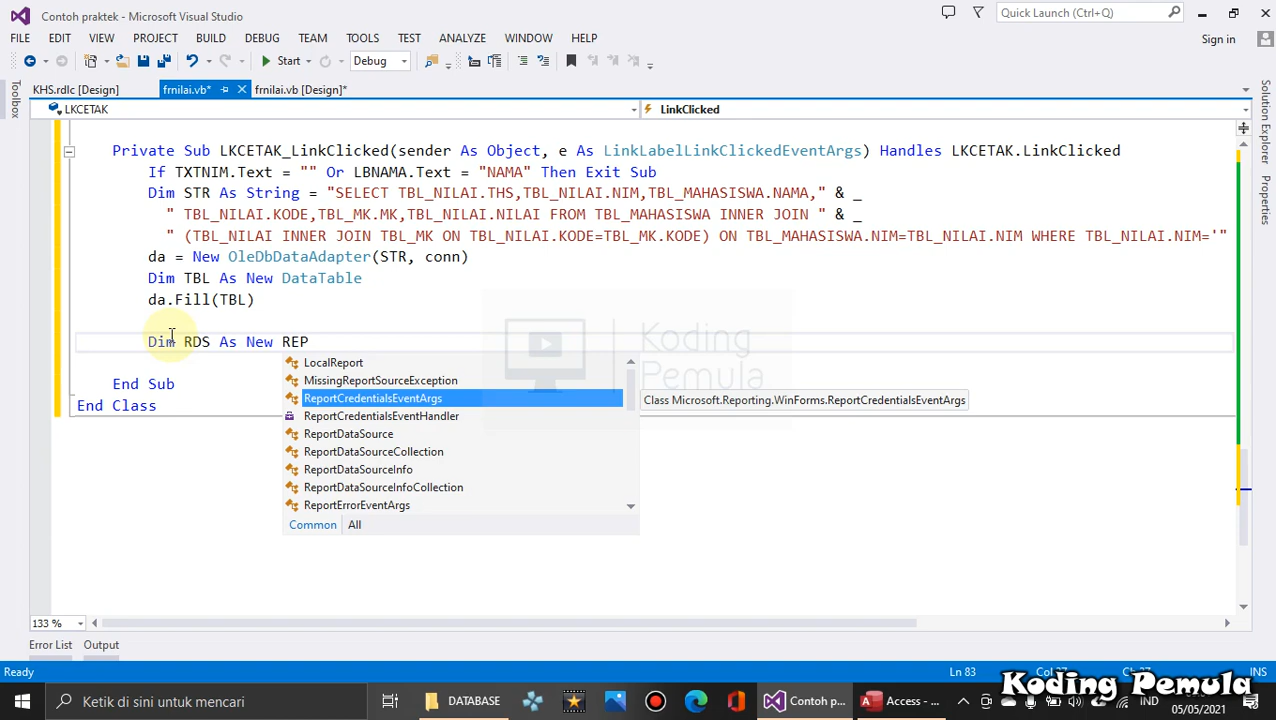 Contoh praktek - Microsoft Visual Studio
Quick Launch (Ctrl+Q)
FILE EDIT VIEW PROJECT BUILD DEBUG TEAM TOOLS TEST ANALYZE WINDOW HELP
Sign in
Start Debug
KHS.rdlc [Design] frnilai.vb* frnilai.vb [Design]*
LKCETAK LinkClicked
Toolbox
Solution Explorer
Properties
Private Sub LKCETAK_LinkClicked(sender As Object, e As LinkLabelLinkClickedEventArgs) Handles LKCETAK.LinkClicked
If TXTNIM.Text = "" Or LBNAMA.Text = "NAMA" Then Exit Sub
Dim STR As String = "SELECT TBL_NILAI.THS,TBL_NILAI.NIM,TBL_MAHASISWA.NAMA," & _
" TBL_NILAI.KODE,TBL_MK.MK,TBL_NILAI.NILAI FROM TBL_MAHASISWA INNER JOIN " & _
" (TBL_NILAI INNER JOIN TBL_MK ON TBL_NILAI.KODE=TBL_MK.KODE) ON TBL_MAHASISWA.NIM=TBL_NILAI.NIM WHERE TBL_NILAI.NIM='"
da = New OleDbDataAdapter(STR, conn)
Dim TBL As New DataTable
da.Fill(TBL)
Dim RDS As New REP
End Sub
End Class
Koding
Pemula
LocalReport
MissingReportSourceException
ReportCredentialsEventArgs
Class Microsoft.Reporting.WinForms.ReportCredentialsEventArgs
ReportCredentialsEventHandler
ReportDataSource
ReportDataSourceCollection
ReportDataSourceInfo
ReportDataSourceInfoCollection
ReportErrorEventArgs
Common All
133 %
Error List Output
Ready Ln 83 INS
Koding Pemula
Ketik di sini untuk mencari
DATABASE
Contoh p...
Access - ...
IND
05/05/2021